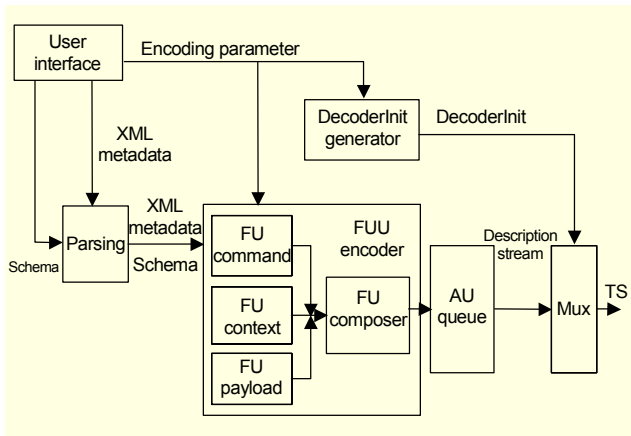 User
interface
Encoding parameter
DecoderInit
generator
DecoderInit
XML
metadata
XML
metadata
Parsing
Schema
Schema
FU
command
FUU
encoder
FU
context
FU
composer
FU
payload
AU
queue
Description
stream
Mux
TS